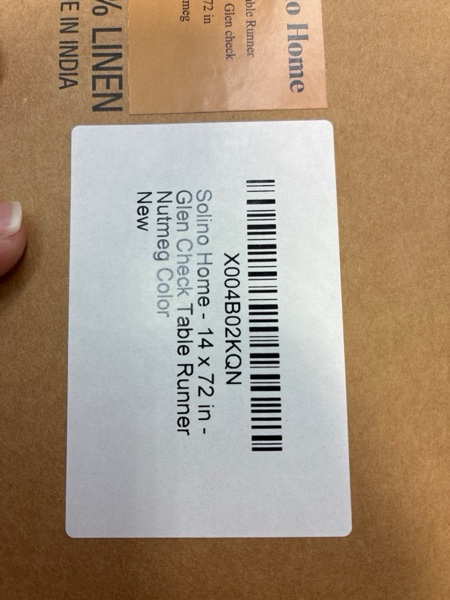 % LINEN
E IN INDIA
o Home
able Runner
Glen check
72 in
meg
X004B02KQN
Solino Home - 14 x 72 in -
Glen Check Table Runner
Nutmeg Color
New